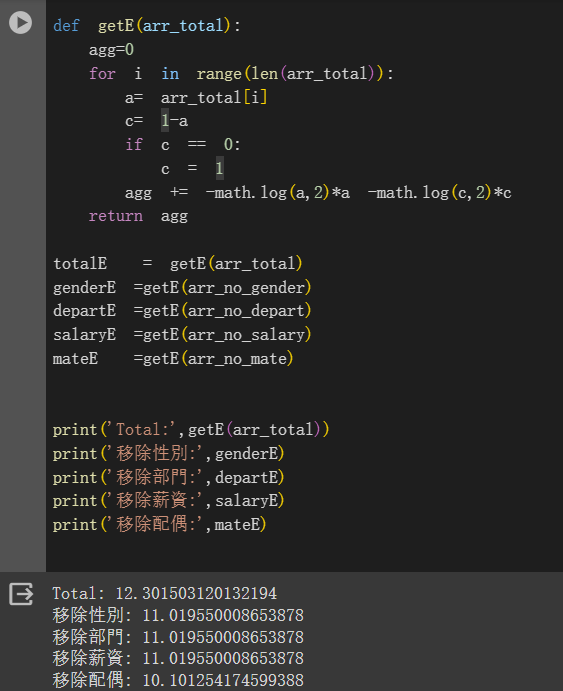 def getE(arr_total):
    agg=0
    for i in range(len(arr_total)):
        a= arr_total[i]
        c= 1-a
        if c == 0:
            c = 1
        agg += -math.log(a,2)*a -math.log(c,2)*c
    return agg
totalE = getE(arr_total)
genderE =getE(arr_no_gender)
departE =getE(arr_no_depart)
salaryE =getE(arr_no_salary)
mateE =getE(arr_no_mate)
print('Total:',getE(arr_total))
print('移除性別:',genderE)
print('移除部門:',departE)
print('移除薪資:',salaryE)
print('移除配偶:',mateE)
Total: 12.301503120132194
移除性別: 11.019550008653878
移除部門: 11.019550008653878
移除薪資: 11.019550008653878
移除配偶: 10.101254174599388